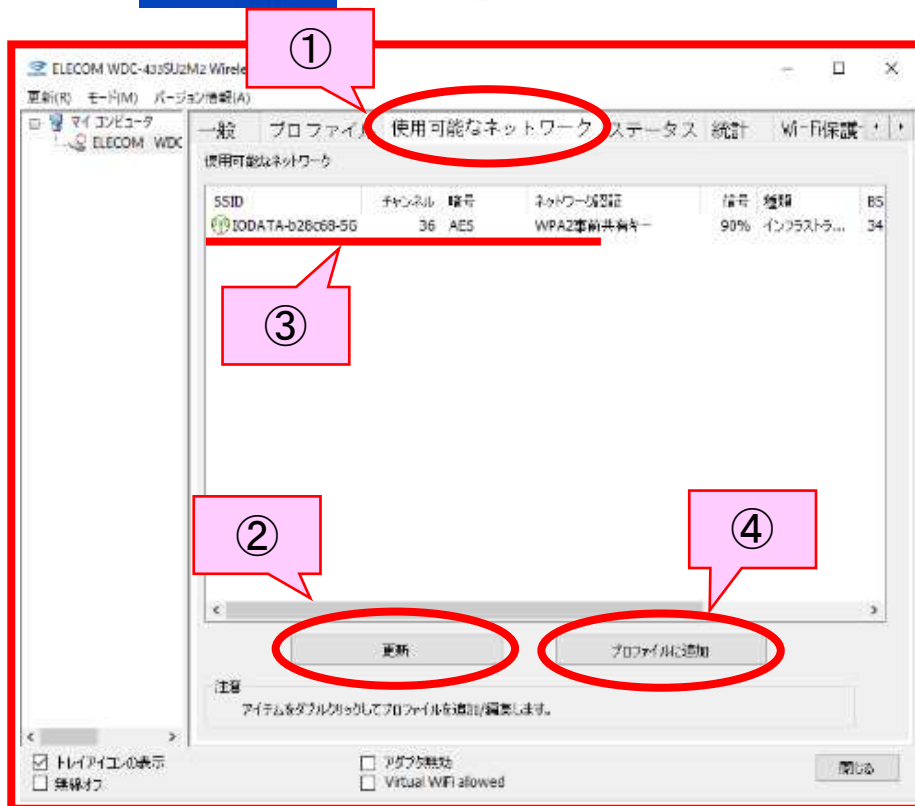 ①
ELECOM WDC-433SU2M2 Wirele
更新(R) モード(M) バージョン情報(A)
マイ コンピュータ
ELECOM WDC
一般 プロファイル 使用可能なネットワーク ステータス 統計 Wi-Fi保護
使用可能なネットワーク
SSID チャンネル 暗号 ネットワーク認証 信号 種類 BS
IODATA-b28c68-5G 36 AES WPA2事前共有キー 90% インフラストラ... 34
③
②
④
更新 プロファイルに追加
注意
アイテムをダブルクリックしてプロファイルを追加/編集します。
トレイアイコンの表示 アダプタ無効
無線オフ Virtual WiFi allowed
閉じる